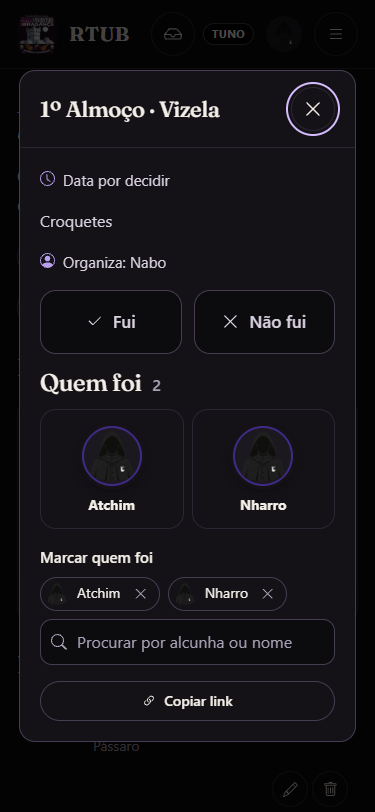 RTUB
TUNO
1º Almoço · Vizela
Data por decidir
Croquetes
Organiza: Nabo
Fui
Não fui
Quem foi 2
Atchim
Nharro
Marcar quem foi
Atchim
Nharro
Procurar por alcunha ou nome
Copiar link
Pássaro